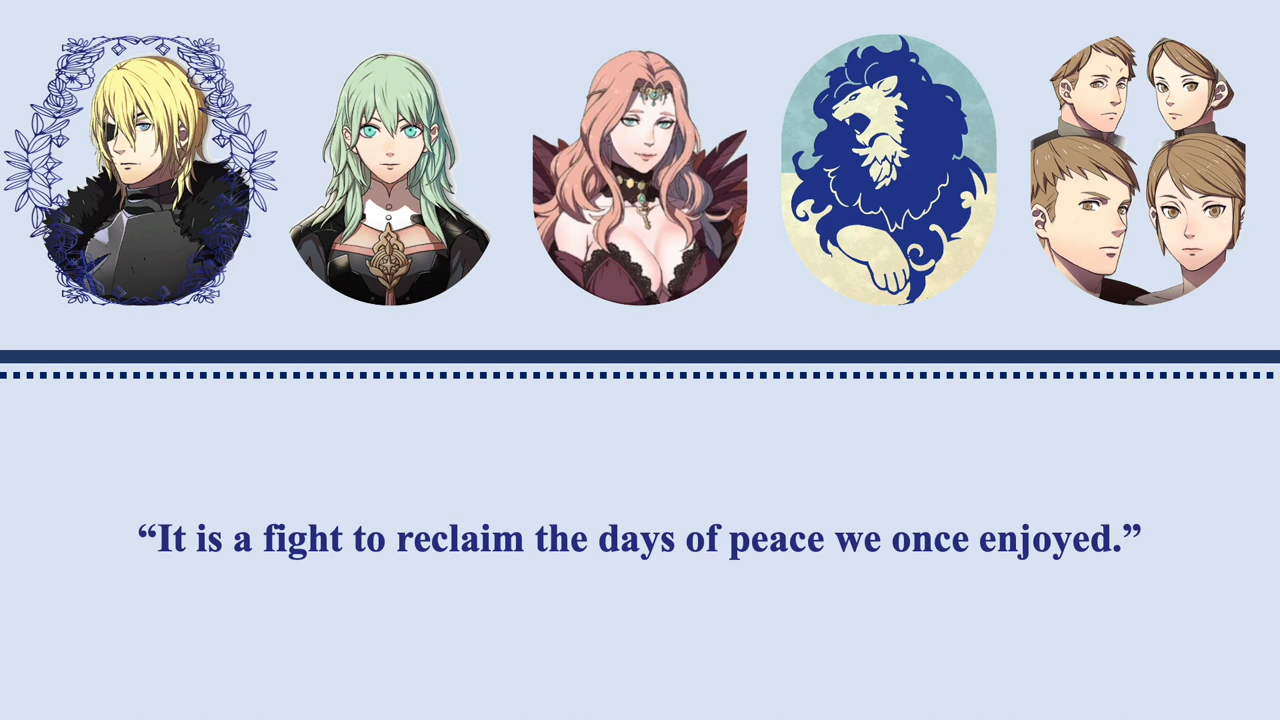 “It is a fight to reclaim the days of peace we once enjoyed.”